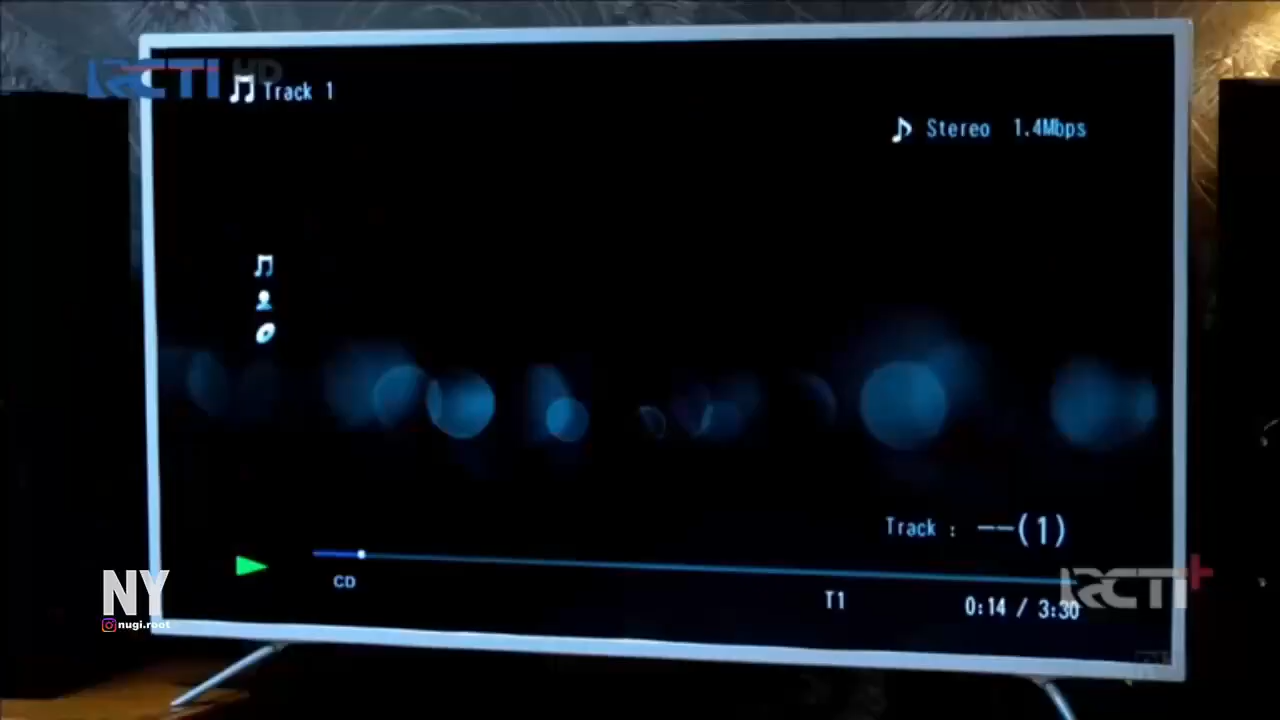 RCTI HD
Track 1
Stereo 1.4Mbps
Track : --(1)
CD
T1
0:14 / 3:30
RCTI+
NY
nugi.root